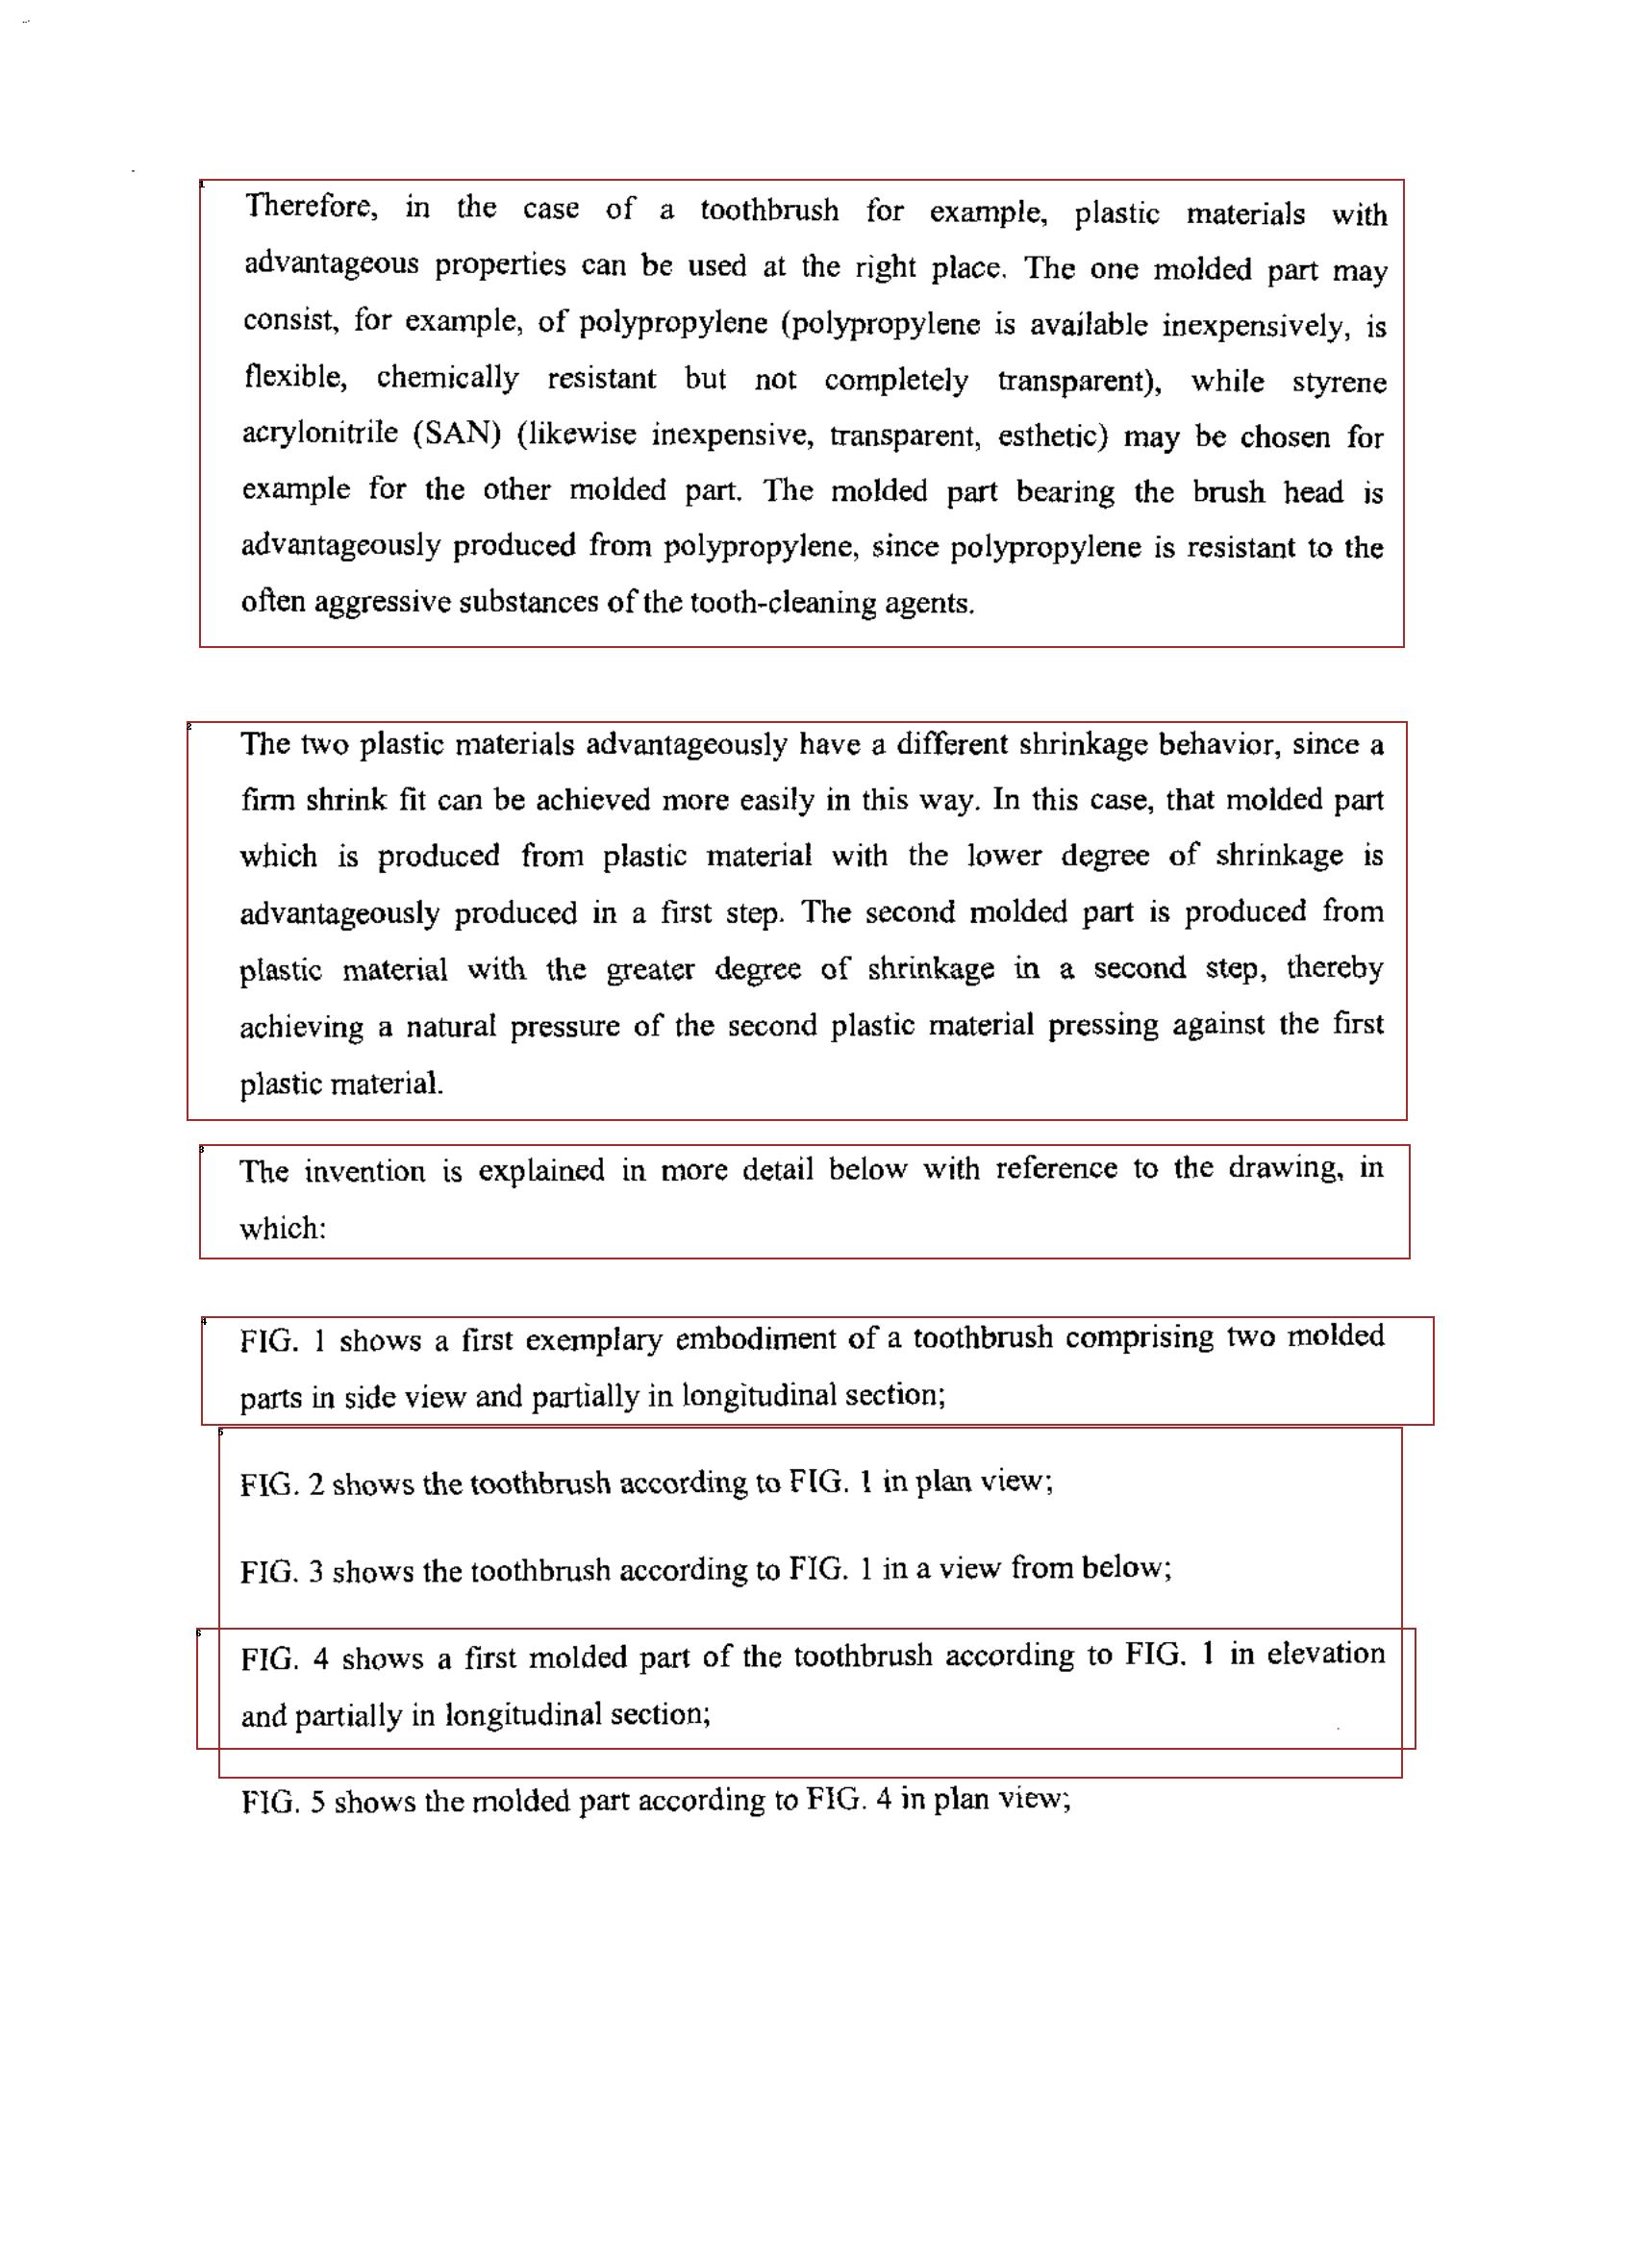 Therefore, in the case of a toothbrush for example, plastic materials with
advantageous properties can be used at the right place. The one molded part may
consist, for example, of polypropylene (polypropylene is available inexpensively, is
flexible, chemically resistant but not completely transparent), while styrene
acrylonitrile (SAN) (likewise inexpensive, transparent, esthetic) may be chosen for
example for the other molded part. The molded part bearing the brush head is
advantageously produced from polypropylene, since polypropylene is resistant to the
often aggressive substances of the tooth-cleaning agents.
The two plastic materials advantageously have a different shrinkage behavior, since a
firm shrink fit can be achieved more easily in this way. In this case, that molded part
which is produced from plastic material with the lower degree of shrinkage is
advantageously produced in a first step. The second molded part is produced from
plastic material with the greater degree of shrinkage in a second step, thereby
achieving a natural pressure of the second plastic material pressing against the first
plastic material.
The invention is explained in more detail below with reference to the drawing, in
which:
FIG. 1 shows a first exemplary embodiment of a toothbrush comprising two molded
parts in side view and partially in longitudinal section;
FIG. 2 shows the toothbrush according to FIG. 1 in plan view;
FIG. 3 shows the toothbrush according to FIG. 1 in a view from below;
FIG. 4 shows a first molded part of the toothbrush according to FIG. 1 in elevation
and partially in longitudinal section;
FIG. 5 shows the molded part according to FIG. 4 in plan view;